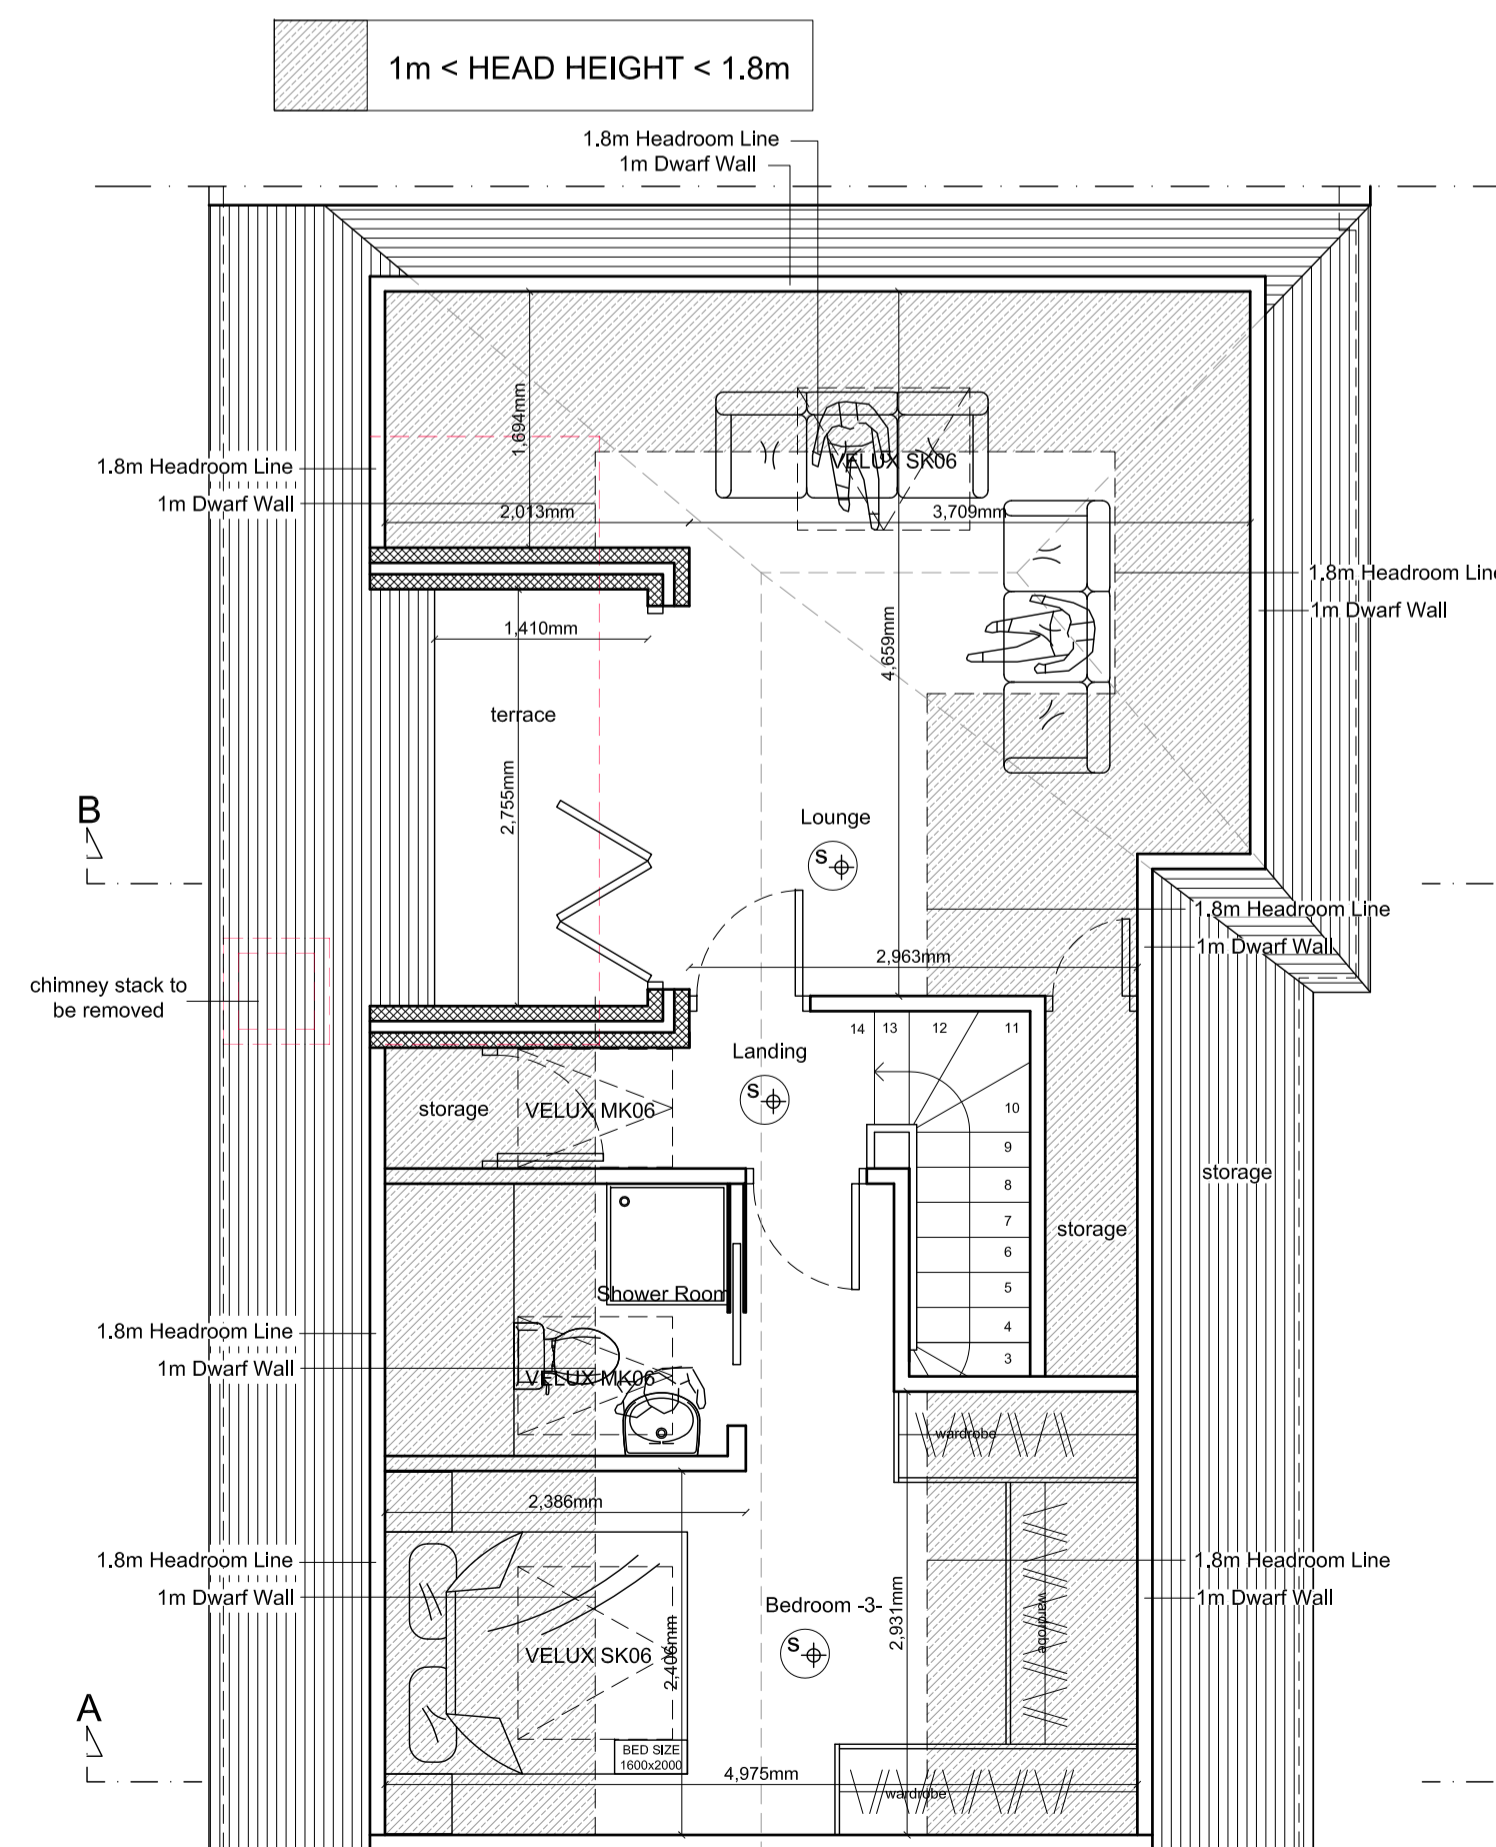 1m < HEAD HEIGHT < 1.8m
1.8m Headroom Line
1m Dwarf Wall
1,694mm
1.8m Headroom Line
1m Dwarf Wall
VELUX SK06
2,013mm
3,709mm
1.8m Headroom Line
1m Dwarf Wall
1,410mm
4,659mm
terrace
2,755mm
Lounge
S
B
1.8m Headroom Line
1m Dwarf Wall
2,963mm
chimney stack to
be removed
14
13
12
11
10
9
8
7
6
5
4
3
Landing
S
storage
VELUX MK06
storage
storage
Shower Room
1.8m Headroom Line
1m Dwarf Wall
VELUX MK06
wardrobe
2,386mm
1.8m Headroom Line
1m Dwarf Wall
1.8m Headroom Line
1m Dwarf Wall
Bedroom -3-
S
2,931mm
wardrobe
VELUX SK06
2,406mm
A
BED SIZE
1600x2000
4,975mm
wardrobe